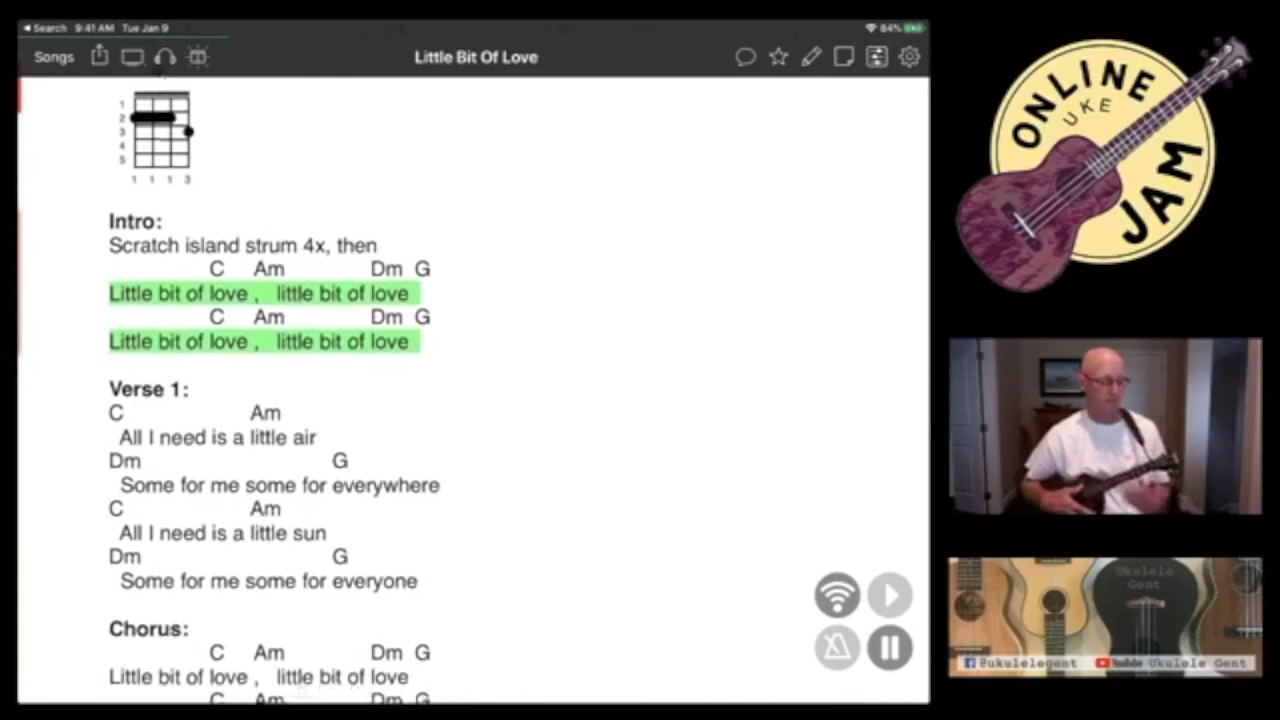 Search 9:41 AM Tue Jan 9
84%
Songs
Little Bit Of Love
1
2
3
4
5
1 1 1 3
Intro:
Scratch island strum 4x, then
C Am Dm G
Little bit of love , little bit of love
C Am Dm G
Little bit of love , little bit of love
Verse 1:
C Am
All I need is a little air
Dm G
Some for me some for everywhere
C Am
All I need is a little sun
Dm G
Some for me some for everyone
Chorus:
C Am Dm G
Little bit of love , little bit of love
C Am Dm G
ONLINE
UKE
JAM
Ukulele
Gent
@ukulelegent YouTube Ukulele Gent